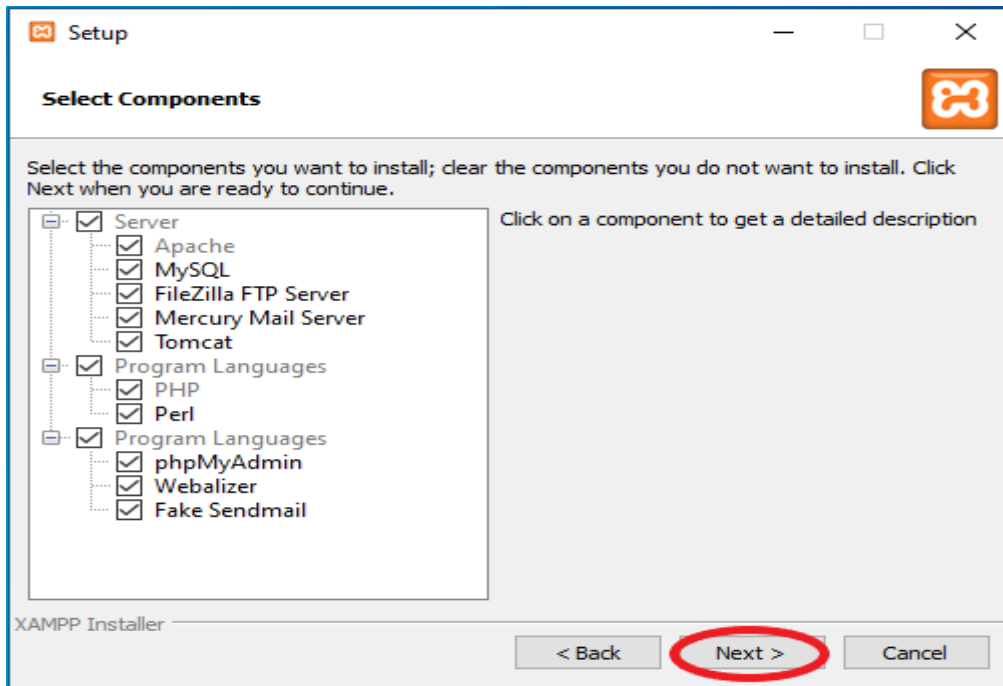 Setup
Select Components
Select the components you want to install; clear the components you do not want to install. Click
Next when you are ready to continue.
Server
Apache
MySQL
FileZilla FTP Server
Mercury Mail Server
Tomcat
Program Languages
PHP
Perl
Program Languages
phpMyAdmin
Webalizer
Fake Sendmail
Click on a component to get a detailed description
XAMPP Installer
< Back
Next >
Cancel